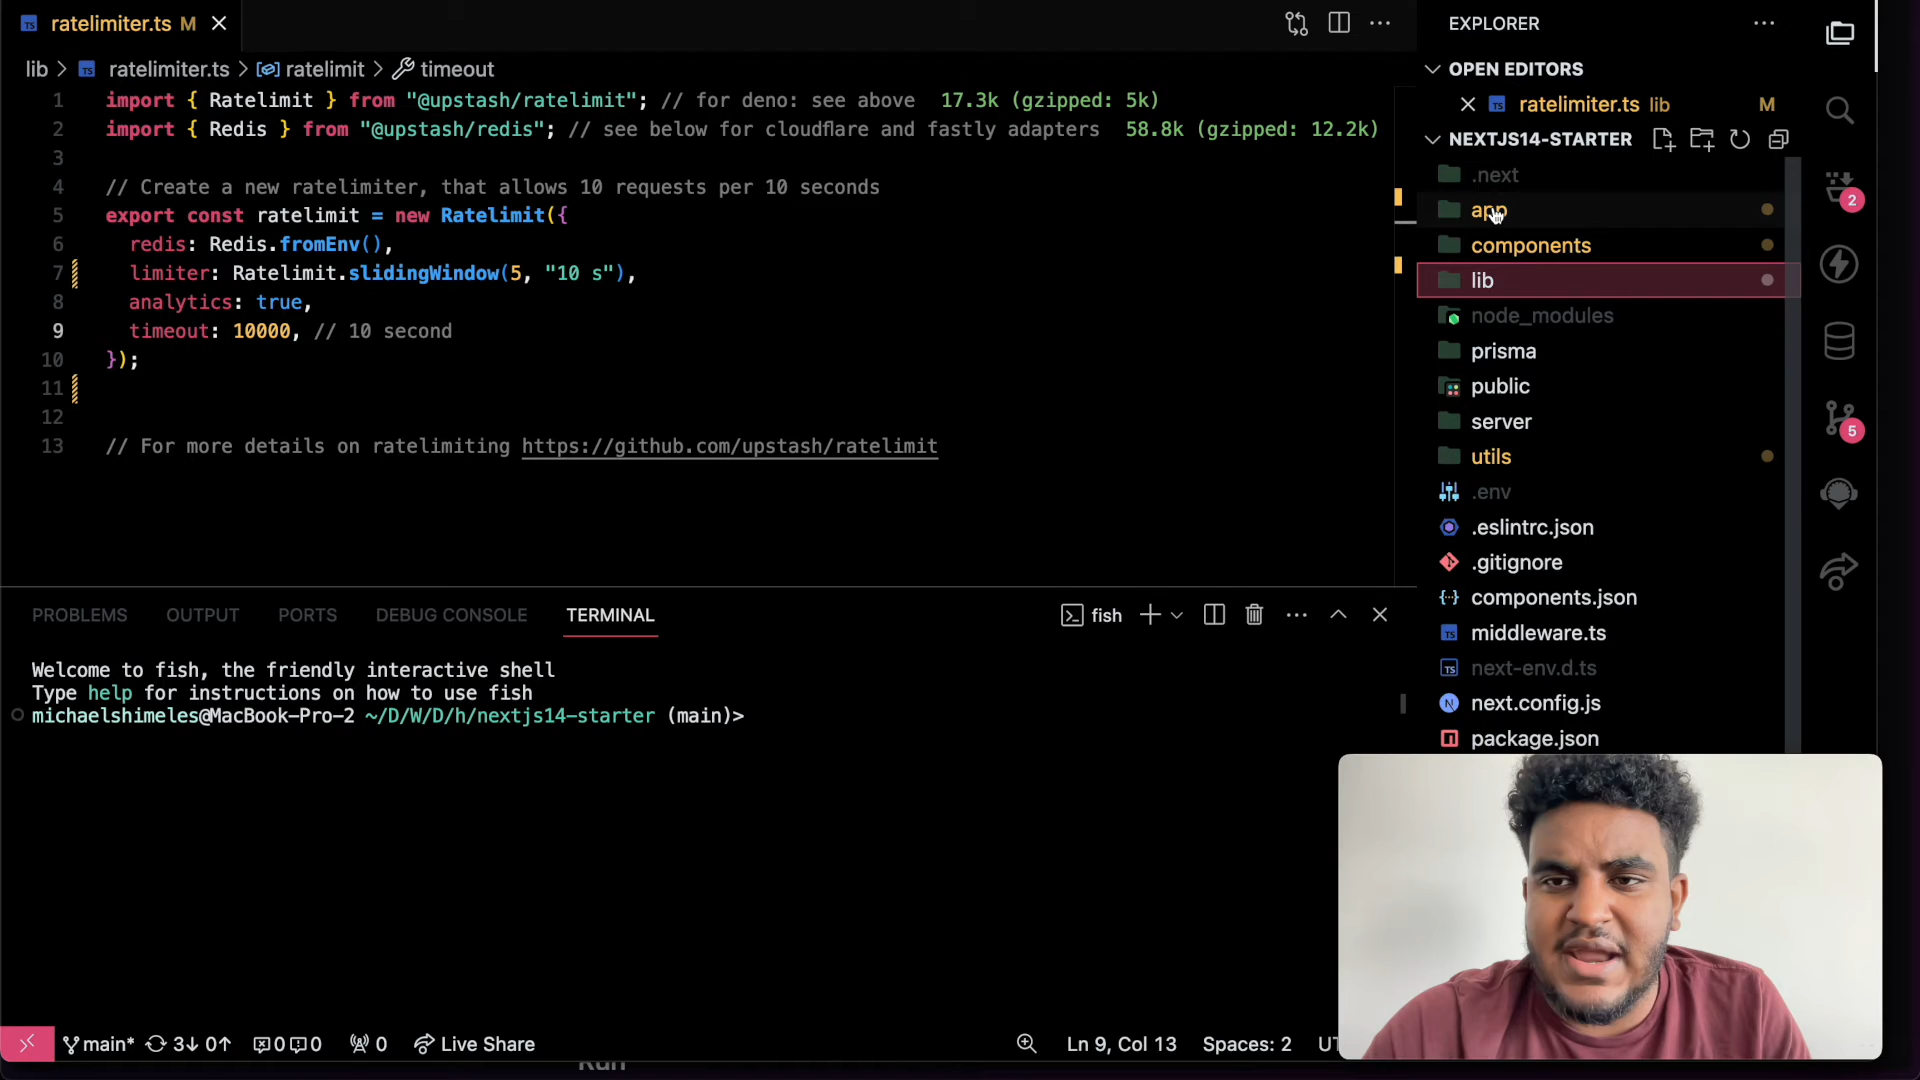 ratelimiter.ts M
lib > ratelimiter.ts > ratelimit > timeout
1 import { Ratelimit } from "@upstash/ratelimit"; // for deno: see above 17.3k (gzipped: 5k)
2 import { Redis } from "@upstash/redis"; // see below for cloudflare and fastly adapters 58.8k (gzipped: 12.2k)
3
4 // Create a new ratelimiter, that allows 10 requests per 10 seconds
5 export const ratelimit = new Ratelimit({
6 redis: Redis.fromEnv(),
7 limiter: Ratelimit.slidingWindow(5, "10 s"),
8 analytics: true,
9 timeout: 10000, // 10 second
10 });
11
12
13 // For more details on ratelimiting https://github.com/upstash/ratelimit
PROBLEMS OUTPUT PORTS DEBUG CONSOLE TERMINAL
fish
Welcome to fish, the friendly interactive shell
Type help for instructions on how to use fish
michaelshimeles@MacBook-Pro-2 ~/D/W/D/h/nextjs14-starter (main)>
EXPLORER
OPEN EDITORS
ratelimiter.ts lib M
NEXTJS14-STARTER
.next
app
components
lib
node_modules
prisma
public
server
utils
.env
.eslintrc.json
.gitignore
components.json
middleware.ts
next-env.d.ts
next.config.js
package.json
2
5
main* 3↓ 0↑ 0 0 0 Live Share
Ln 9, Col 13 Spaces: 2